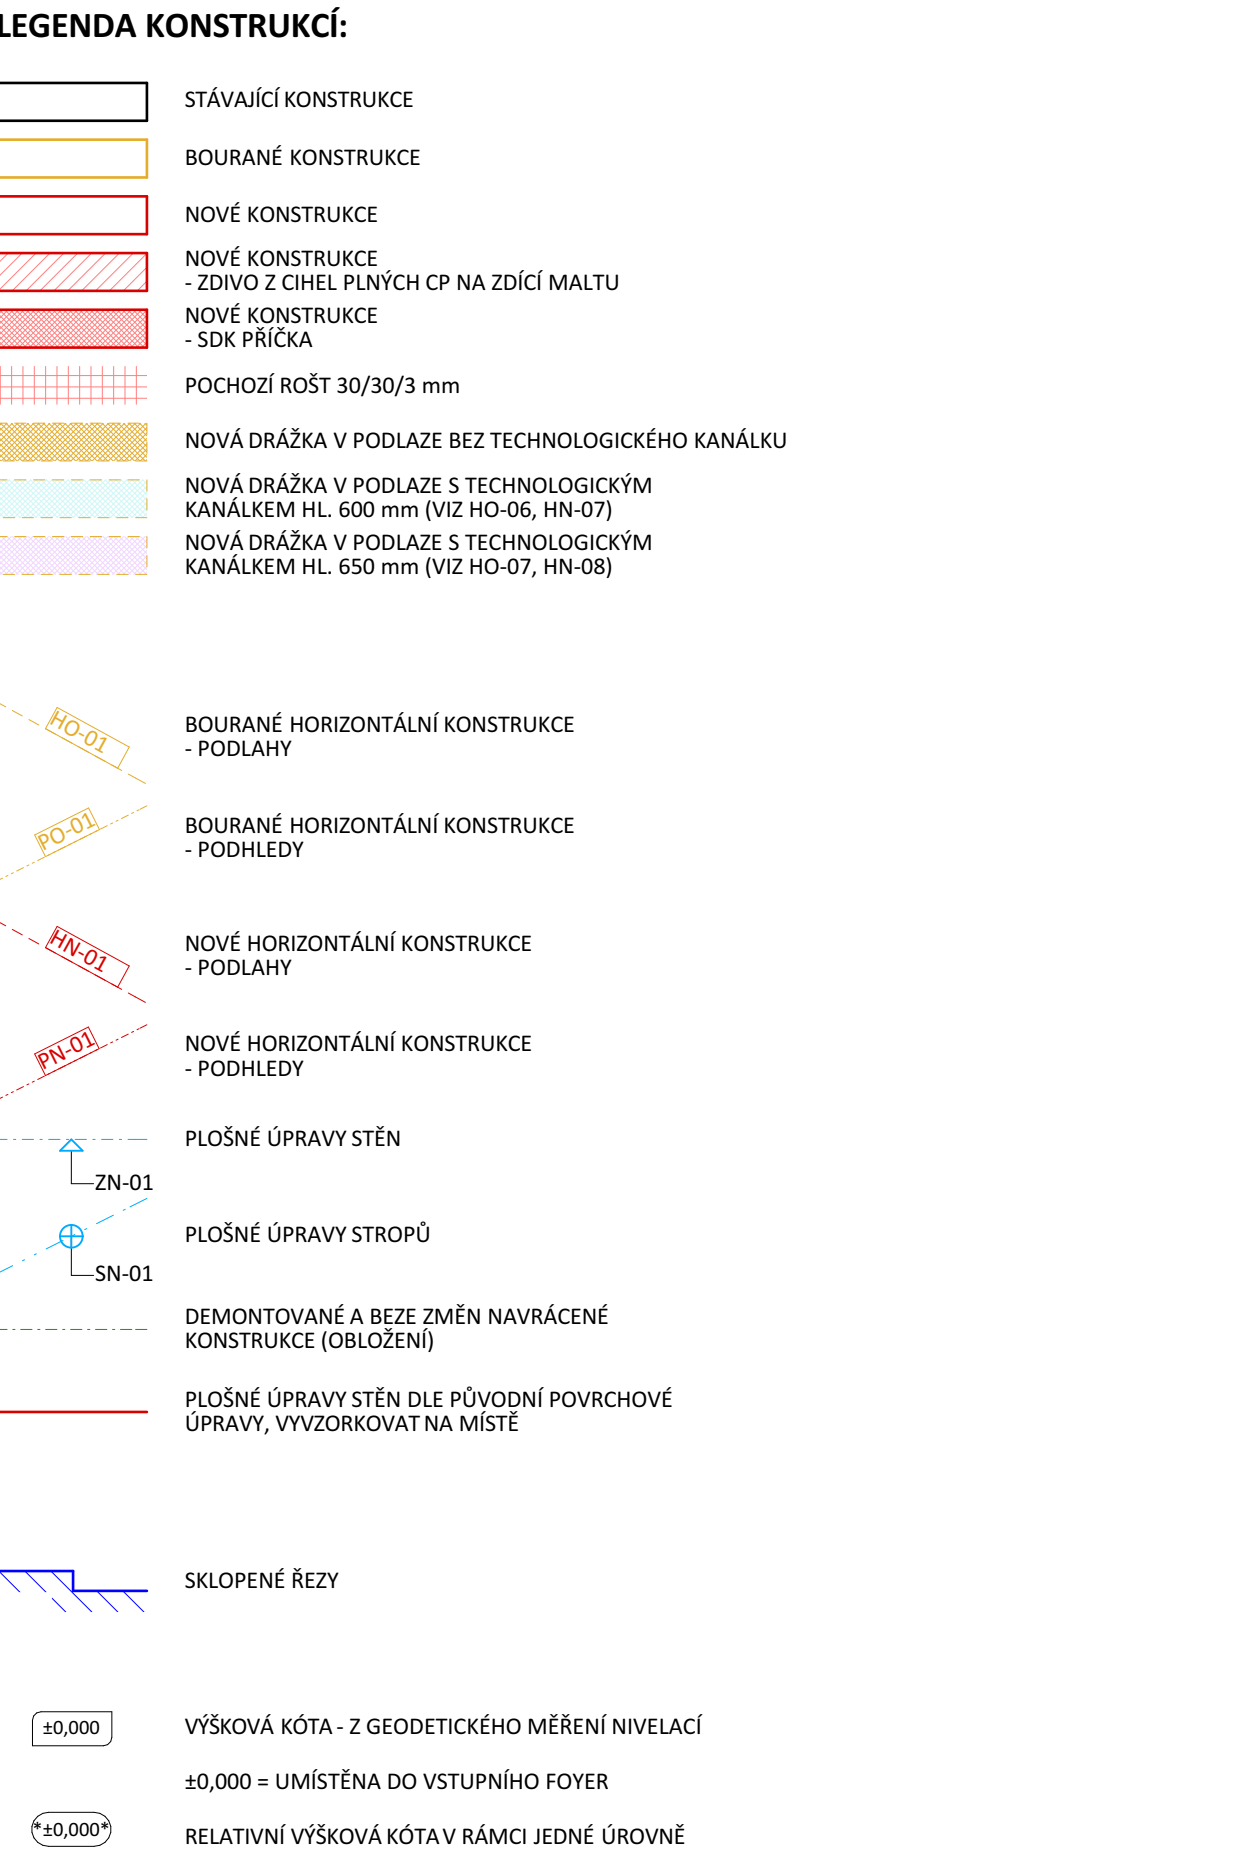 LEGENDA KONSTRUKCÍ:
STÁVAJÍCÍ KONSTRUKCE
BOURANÉ KONSTRUKCE
NOVÉ KONSTRUKCE
NOVÉ KONSTRUKCE
- ZDIVO Z CIHEL PLNÝCH CP NA ZDÍCÍ MALTU
NOVÉ KONSTRUKCE
- SDK PŘÍČKA
POCHOZÍ ROŠT 30/30/3 mm
NOVÁ DRÁŽKA V PODLAZE BEZ TECHNOLOGICKÉHO KANÁLKU
NOVÁ DRÁŽKA V PODLAZE S TECHNOLOGICKÝM
KANÁLKEM HL. 600 mm (VIZ HO-06, HN-07)
NOVÁ DRÁŽKA V PODLAZE S TECHNOLOGICKÝM
KANÁLKEM HL. 650 mm (VIZ HO-07, HN-08)
HO-01
BOURANÉ HORIZONTÁLNÍ KONSTRUKCE
- PODLAHY
PO-01
BOURANÉ HORIZONTÁLNÍ KONSTRUKCE
- PODHLEDY
HN-01
NOVÉ HORIZONTÁLNÍ KONSTRUKCE
- PODLAHY
PN-01
NOVÉ HORIZONTÁLNÍ KONSTRUKCE
- PODHLEDY
PLOŠNÉ ÚPRAVY STĚN
ZN-01
PLOŠNÉ ÚPRAVY STROPŮ
SN-01
DEMONTOVANÉ A BEZE ZMĚN NAVRÁCENÉ
KONSTRUKCE (OBLOŽENÍ)
PLOŠNÉ ÚPRAVY STĚN DLE PŮVODNÍ POVRCHOVÉ
ÚPRAVY, VYVZORKOVAT NA MÍSTĚ
SKLOPENÉ ŘEZY
±0,000
VÝŠKOVÁ KÓTA - Z GEODETICKÉHO MĚŘENÍ NIVELACÍ
±0,000 = UMÍSTĚNA DO VSTUPNÍHO FOYER
*±0,000*
RELATIVNÍ VÝŠKOVÁ KÓTA V RÁMCI JEDNÉ ÚROVNĚ